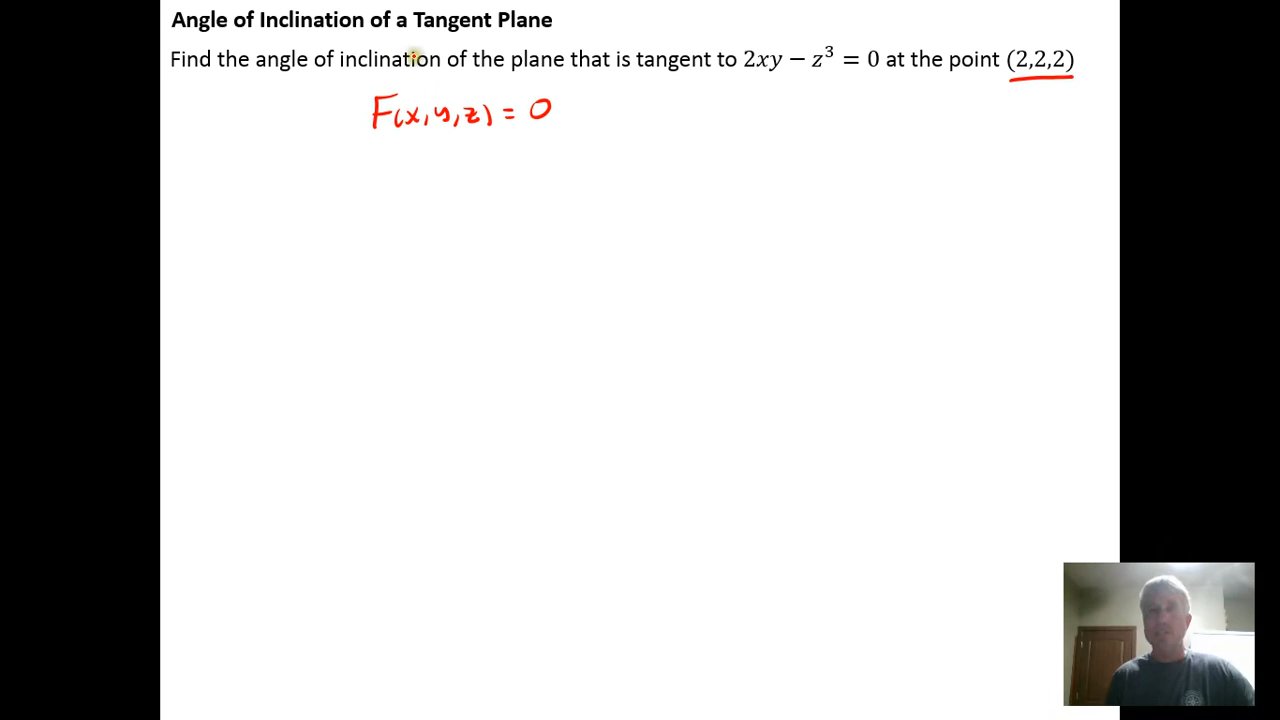 Angle of Inclination of a Tangent Plane
Find the angle of inclination of the plane that is tangent to 2xy − z³ = 0 at the point (2,2,2)
F(x,y,z) = 0